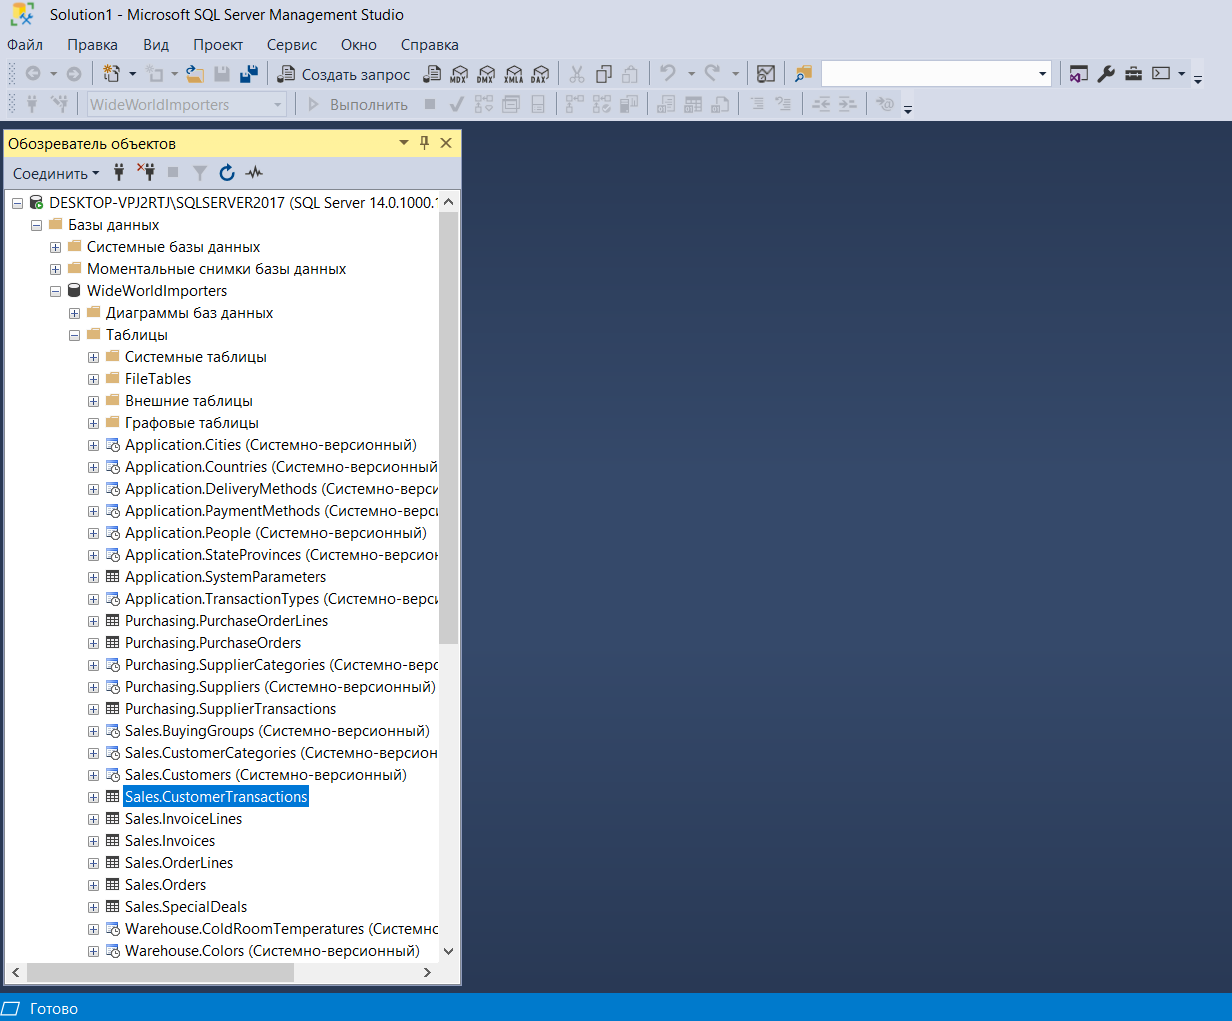 Solution1 - Microsoft SQL Server Management Studio
Файл Правка Вид Проект Сервис Окно Справка
Создать запрос MDX DMX XMLA DAX
WideWorldImporters Выполнить
Обозреватель объектов
Соединить
DESKTOP-VPJ2RTJ\SQLSERVER2017 (SQL Server 14.0.1000.1
Базы данных
Системные базы данных
Моментальные снимки базы данных
WideWorldImporters
Диаграммы баз данных
Таблицы
Системные таблицы
FileTables
Внешние таблицы
Графовые таблицы
Application.Cities (Системно-версионный)
Application.Countries (Системно-версионный
Application.DeliveryMethods (Системно-верси
Application.PaymentMethods (Системно-верси
Application.People (Системно-версионный)
Application.StateProvinces (Системно-версион
Application.SystemParameters
Application.TransactionTypes (Системно-верси
Purchasing.PurchaseOrderLines
Purchasing.PurchaseOrders
Purchasing.SupplierCategories (Системно-верс
Purchasing.Suppliers (Системно-версионный)
Purchasing.SupplierTransactions
Sales.BuyingGroups (Системно-версионный)
Sales.CustomerCategories (Системно-версион
Sales.Customers (Системно-версионный)
Sales.CustomerTransactions
Sales.InvoiceLines
Sales.Invoices
Sales.OrderLines
Sales.Orders
Sales.SpecialDeals
Warehouse.ColdRoomTemperatures (Системнс
Warehouse.Colors (Системно-версионный)
Готово